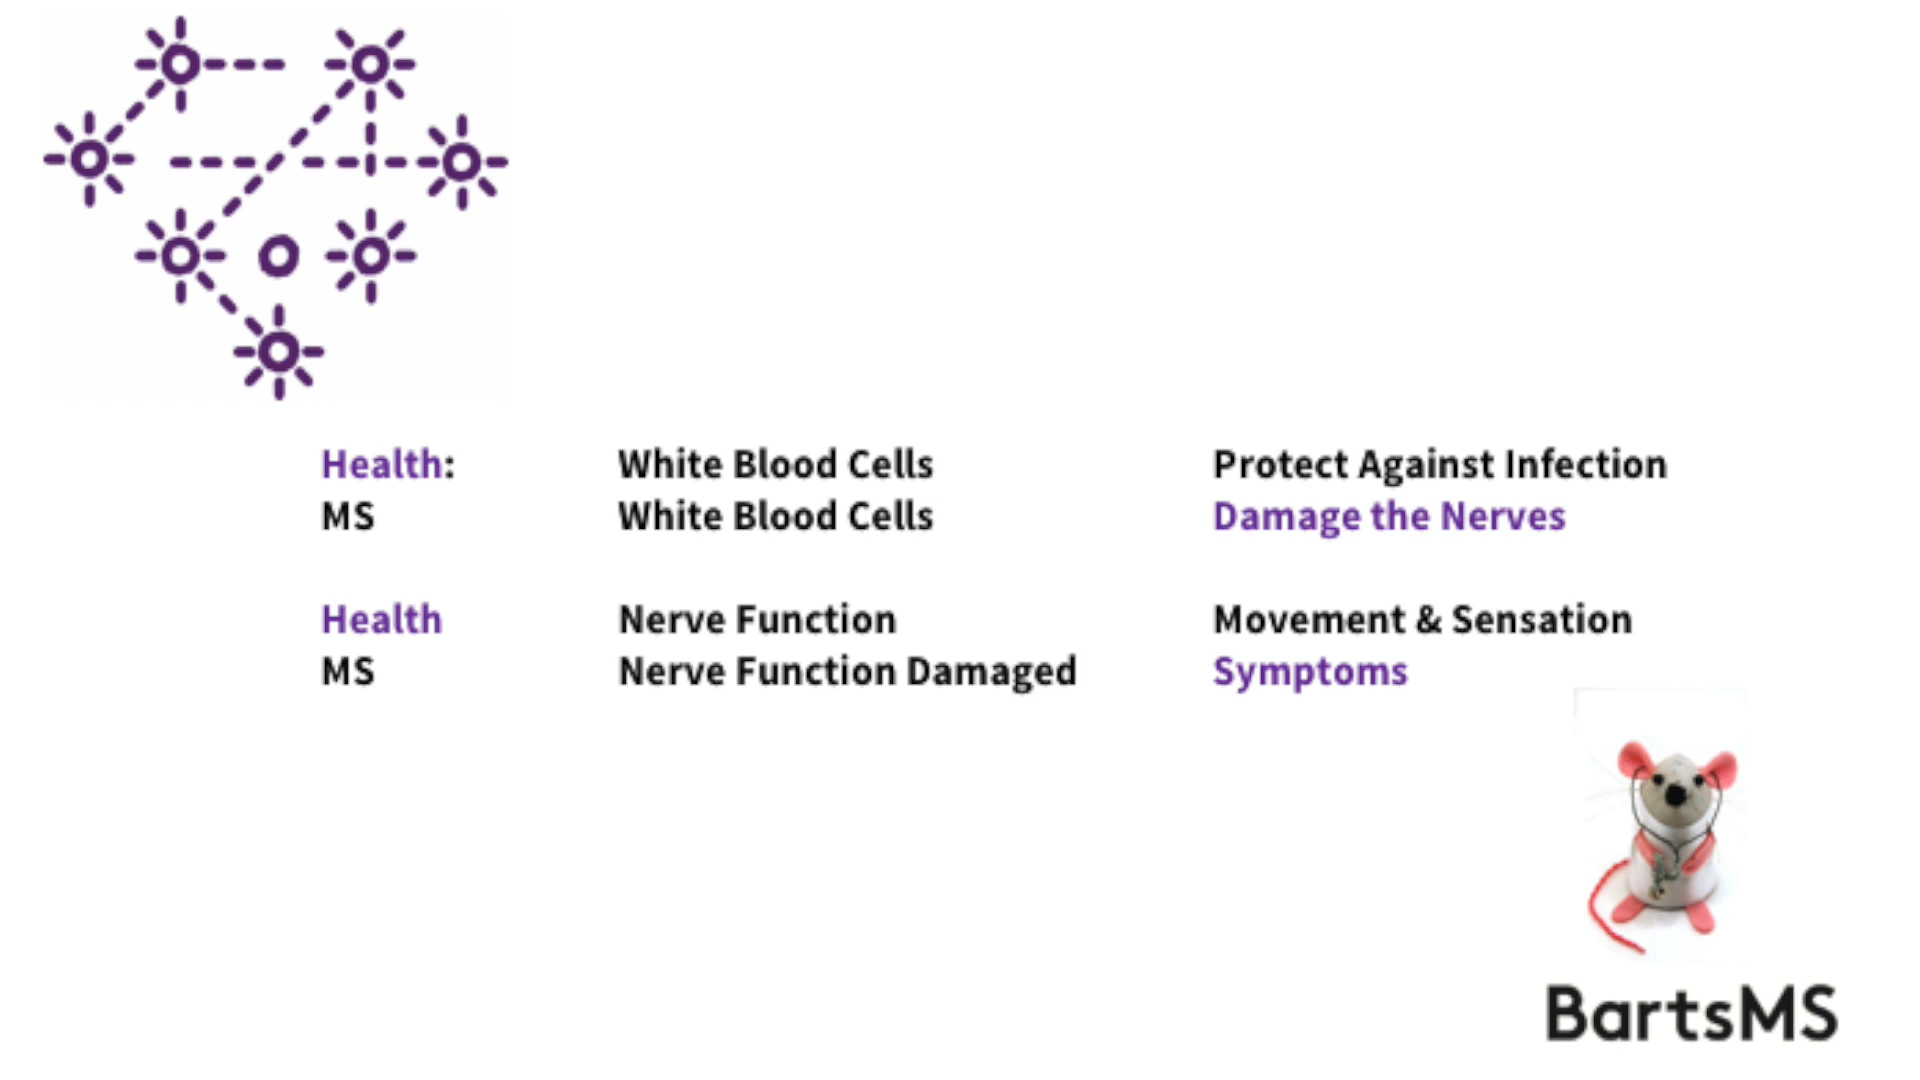 Health: White Blood Cells Protect Against Infection
MS White Blood Cells Damage the Nerves
Health Nerve Function Movement & Sensation
MS Nerve Function Damaged Symptoms
BartsMS